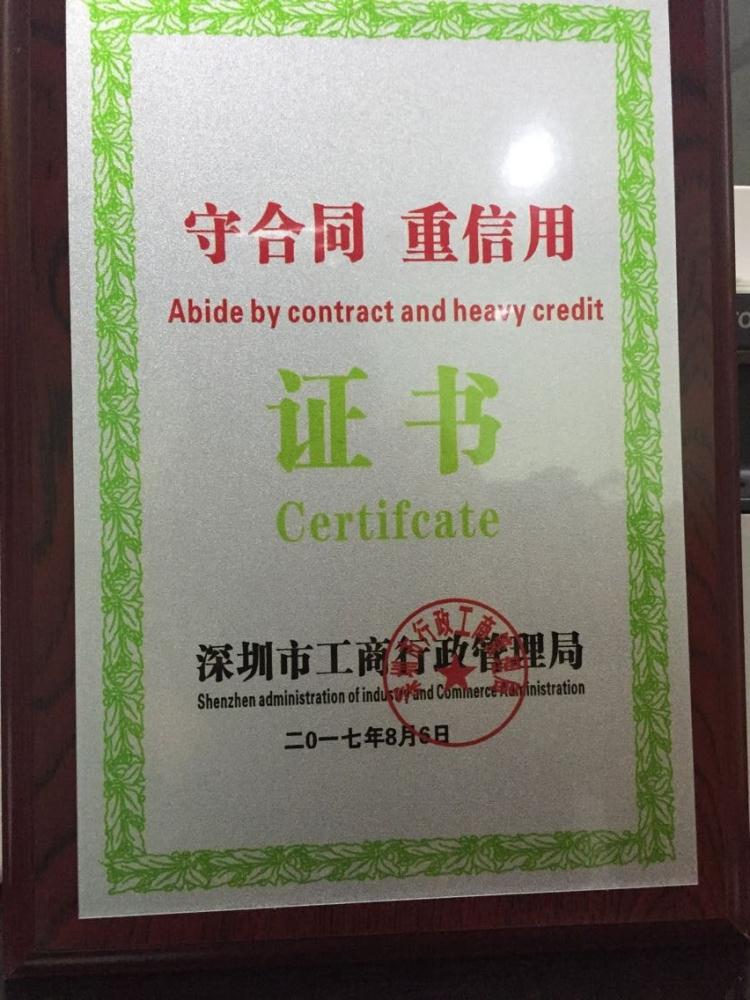 守合同 重信用
Abide by contract and heavy credit
证书
Certifcate
深圳市工商行政管理局
Shenzhen administration of industry and Commerce Administration
二0一七年8月6日